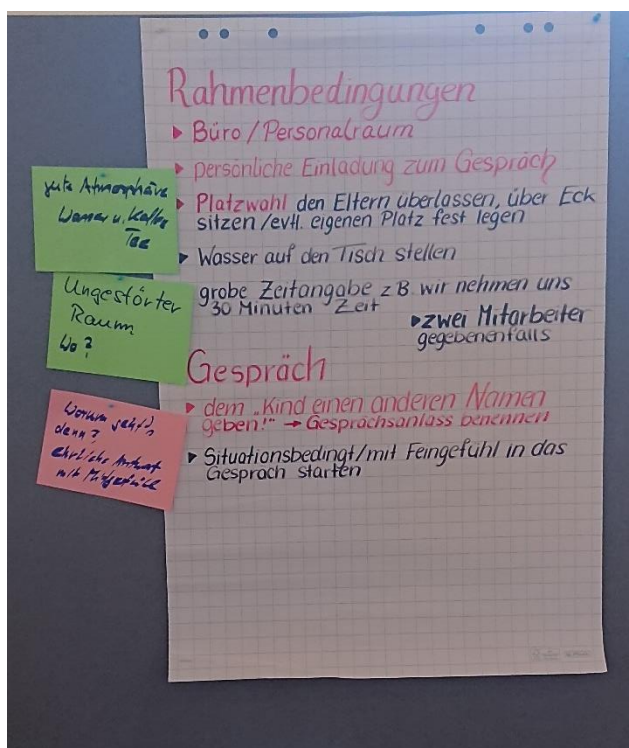 Rahmenbedingungen
▸ Büro/Personalraum
▸ persönliche Einladung zum Gespräch
▸ Platzwahl den Eltern überlassen, über Eck
sitzen/evtl. eigenen Platz fest legen
▸ Wasser auf den Tisch stellen
grobe Zeitangabe z.B. wir nehmen uns
30 Minuten Zeit
▸ zwei Mitarbeiter
gegebenenfalls
Gespräch
▸ dem „Kind einen anderen Namen
geben!" → Gesprächsanlass benennen
▸ Situationsbedingt/mit Feingefühl in das
Gespräch starten
gute Atmosphäre
Wasser u. Kaffee
Tee
Ungestörter
Raum
Wo?
Worum geht's
denn?
ehrliche Antwort
mit Mitgefühl